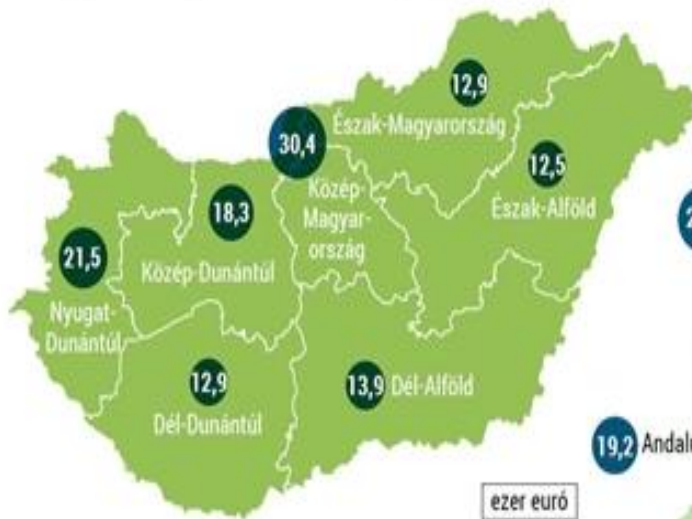 12,9
Észak-Magyarország
30,4
12,5
Észak-Alföld
Közép-
Magyar-
ország
18,3
Közép-Dunántúl
21,5
Nyugat-
Dunántúl
12,9
Dél-Dunántúl
13,9 Dél-Alföld
19,2
ezer euró